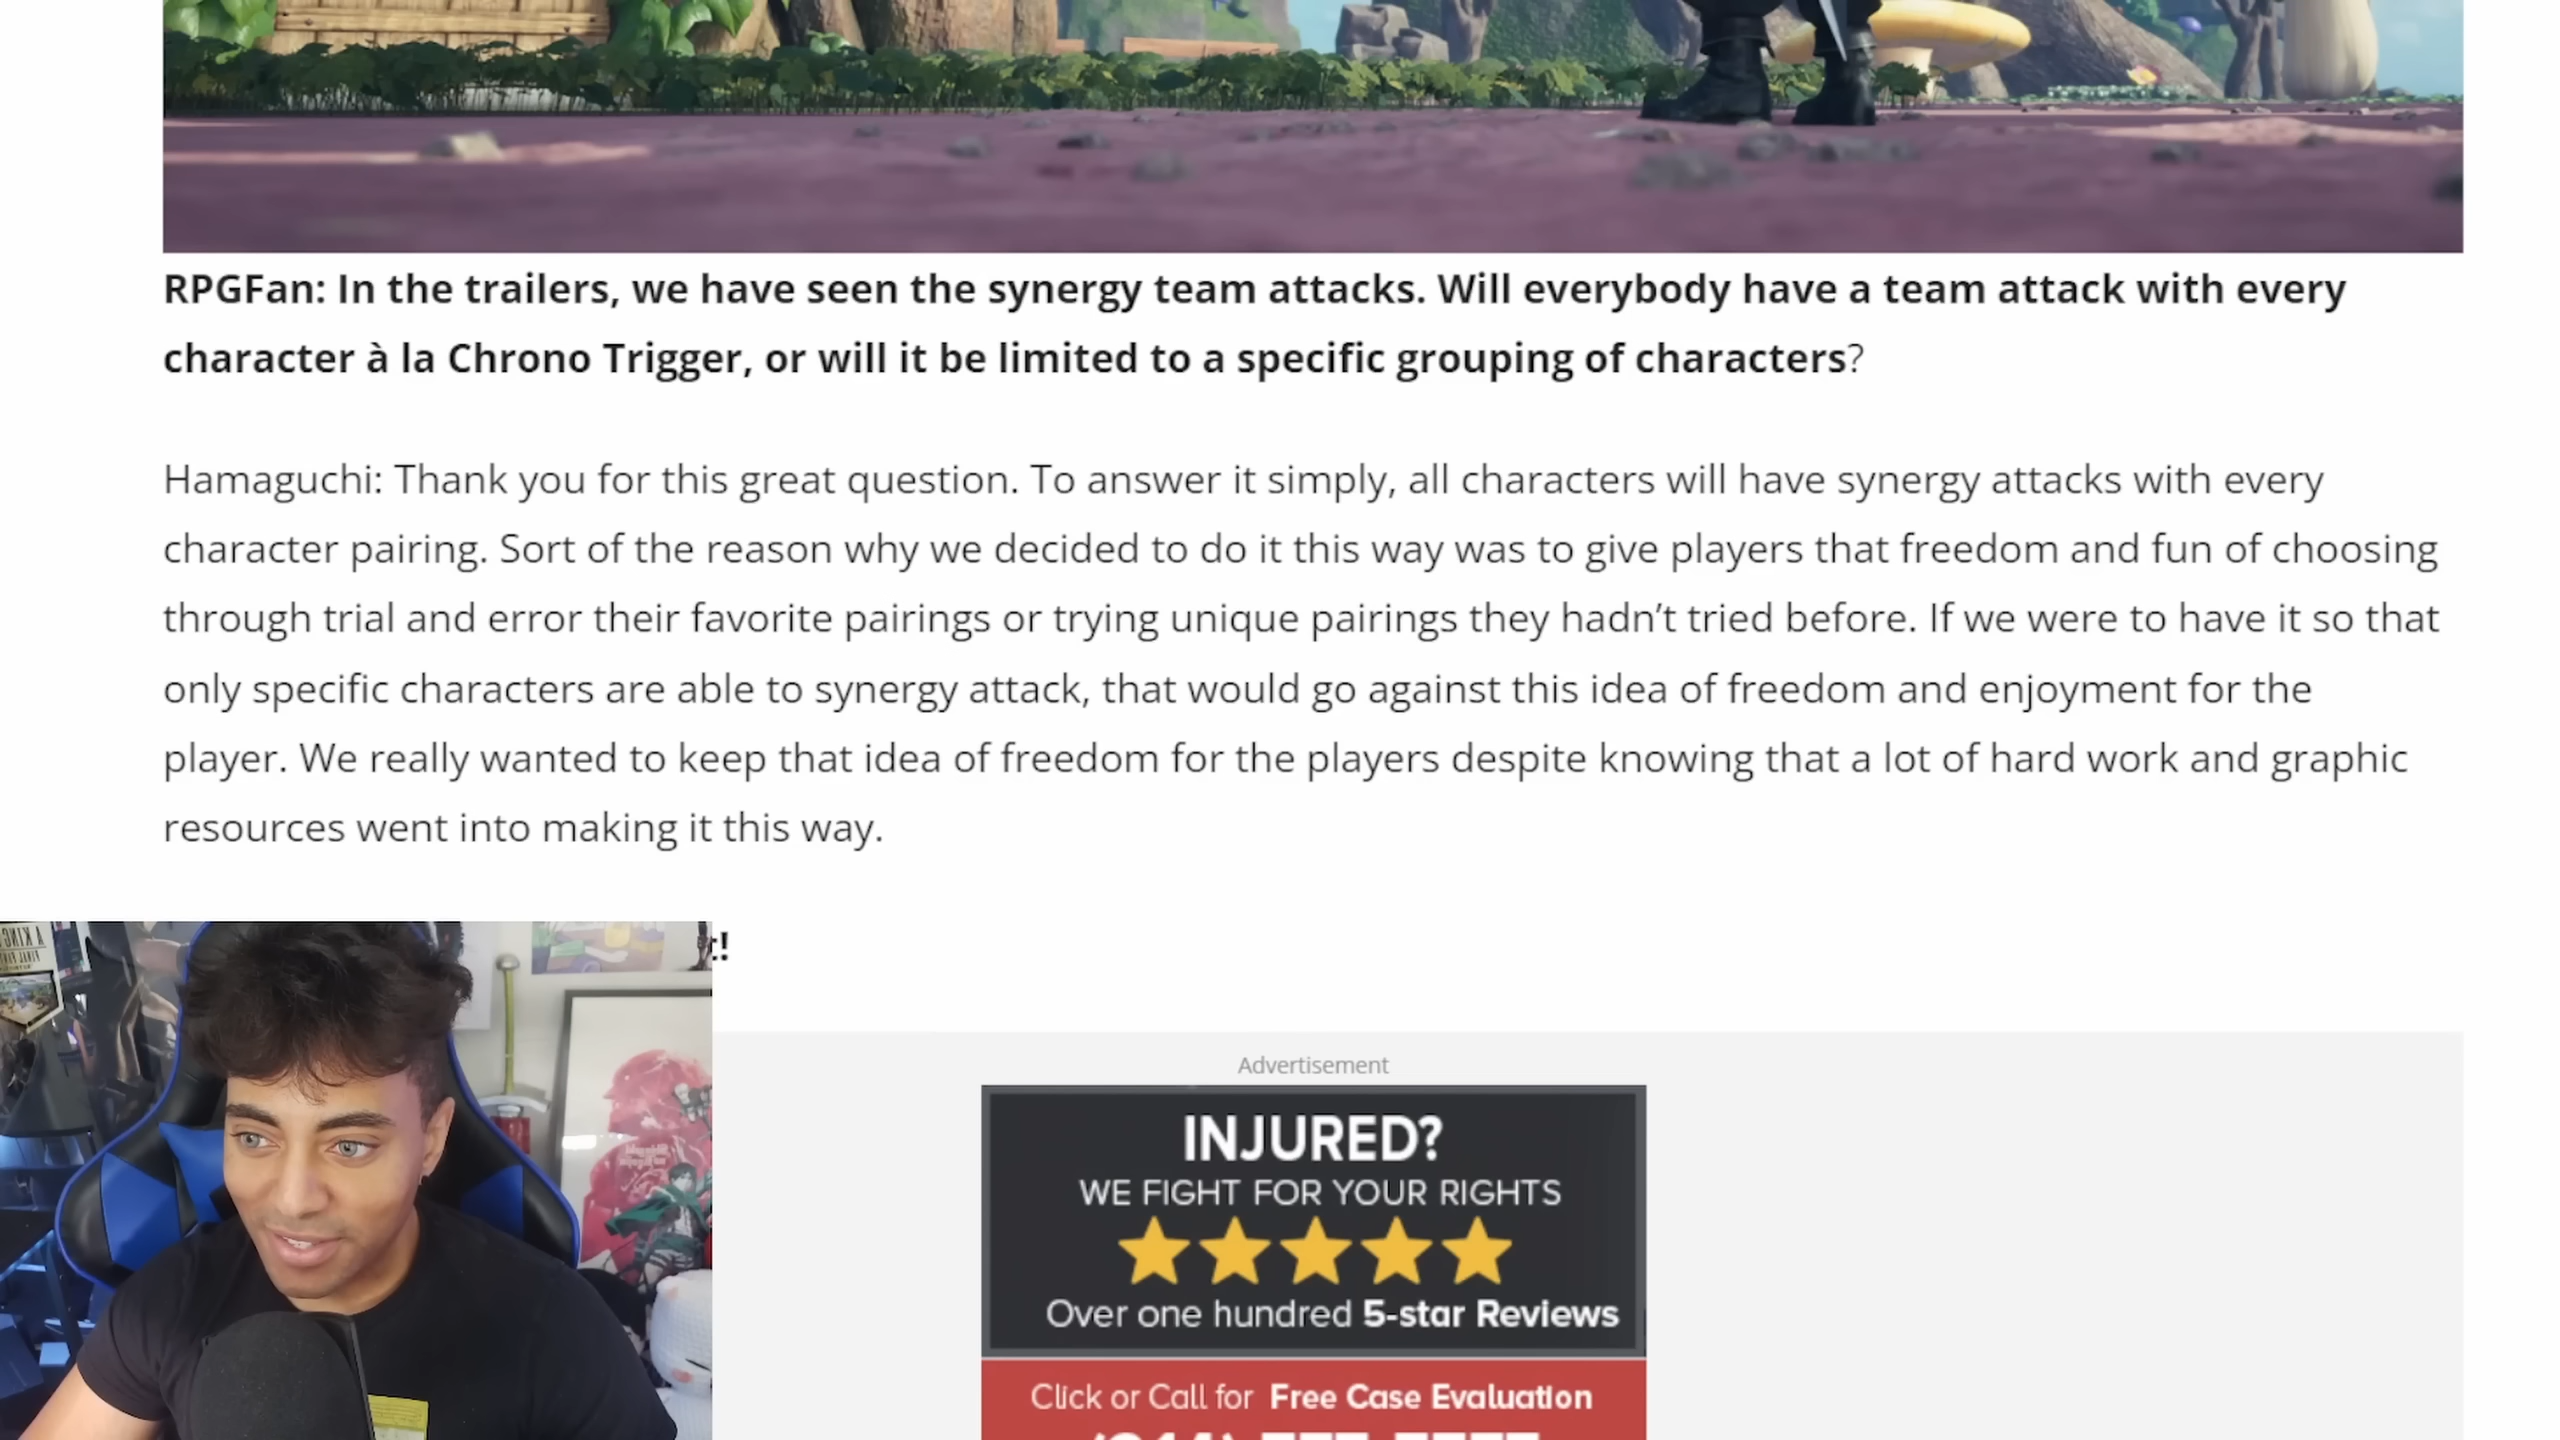 RPGFan: In the trailers, we have seen the synergy team attacks. Will everybody have a team attack with every
character à la Chrono Trigger, or will it be limited to a specific grouping of characters?
Hamaguchi: Thank you for this great question. To answer it simply, all characters will have synergy attacks with every
character pairing. Sort of the reason why we decided to do it this way was to give players that freedom and fun of choosing
through trial and error their favorite pairings or trying unique pairings they hadn’t tried before. If we were to have it so that
only specific characters are able to synergy attack, that would go against this idea of freedom and enjoyment for the
player. We really wanted to keep that idea of freedom for the players despite knowing that a lot of hard work and graphic
resources went into making it this way.
Advertisement
INJURED?
WE FIGHT FOR YOUR RIGHTS
Over one hundred 5-star Reviews
Click or Call for Free Case Evaluation